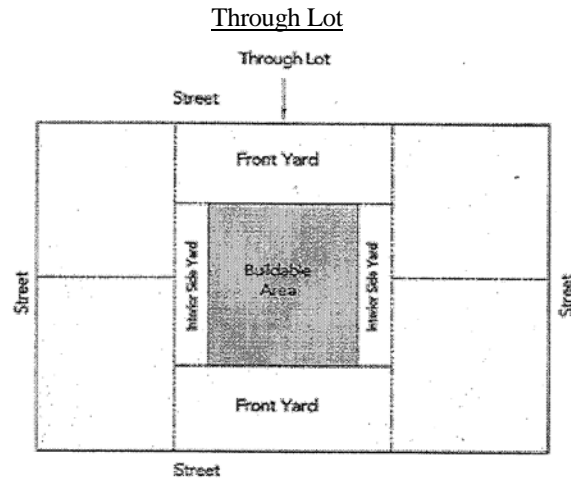 Through Lot
Through Lot
Street
Front Yard
Street
Interior Side Yard
Buildable
Area
Interior Side Yard
Street
Front Yard
Street